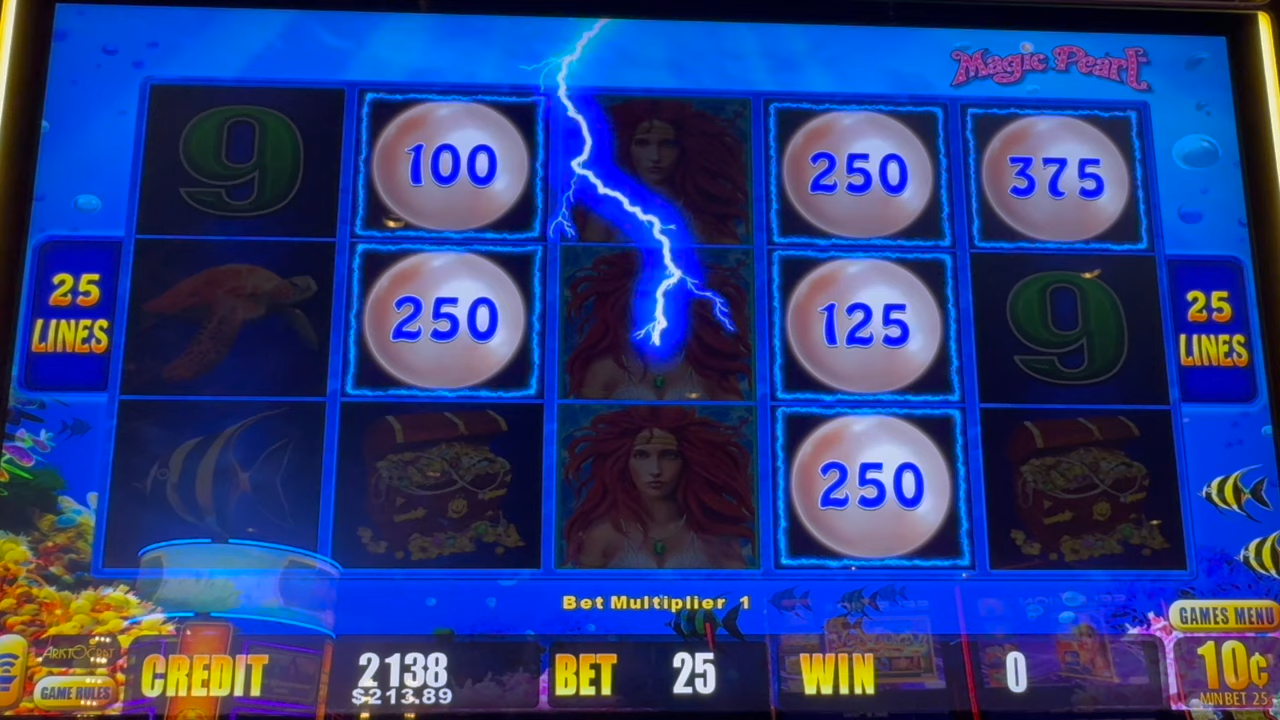 Magic Pearl
9
100
250
375
250
125
9
250
25
LINES
25
LINES
Bet Multiplier 1
GAMES MENU
ARISTOCRAT
GAME RULES
CREDIT
2138
$213.89
BET
25
WIN
0
10¢
MIN BET 25